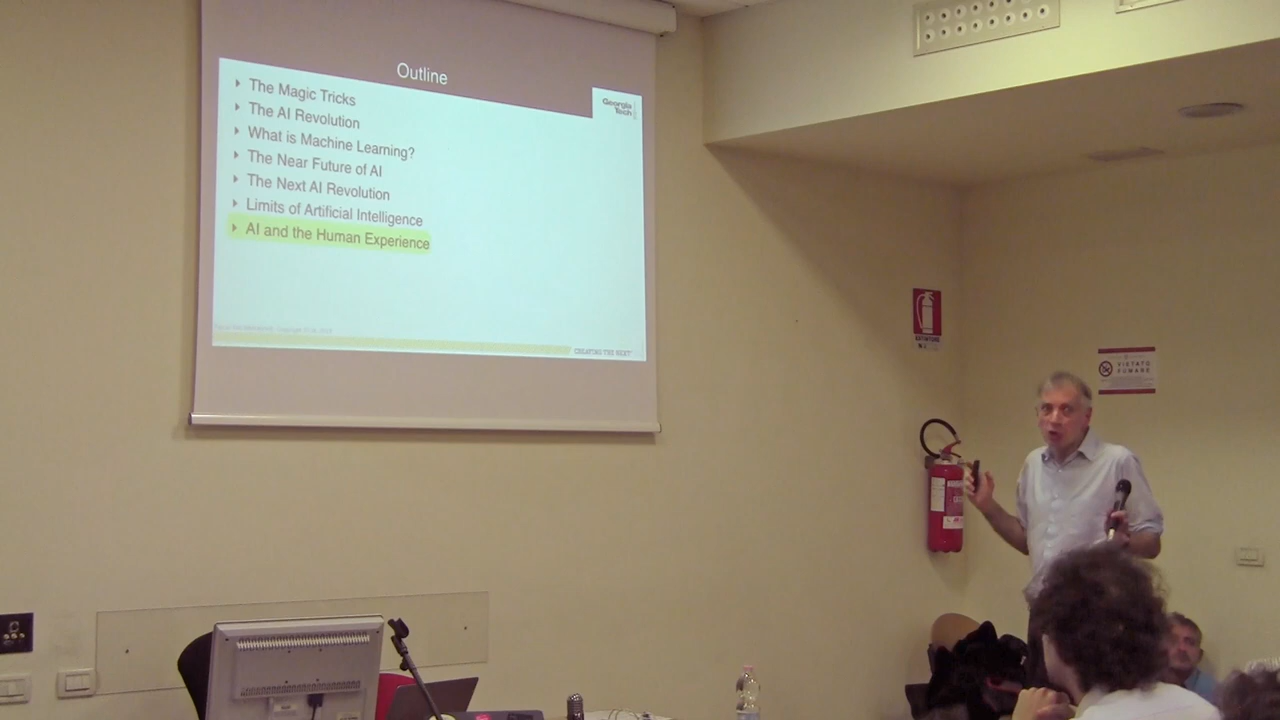 Outline
The Magic Tricks
The AI Revolution
What is Machine Learning?
The Near Future of AI
The Next AI Revolution
Limits of Artificial Intelligence
AI and the Human Experience
Georgia
Tech
CREATING THE NEXT
ESTINTORE
VIETATO
FUMARE